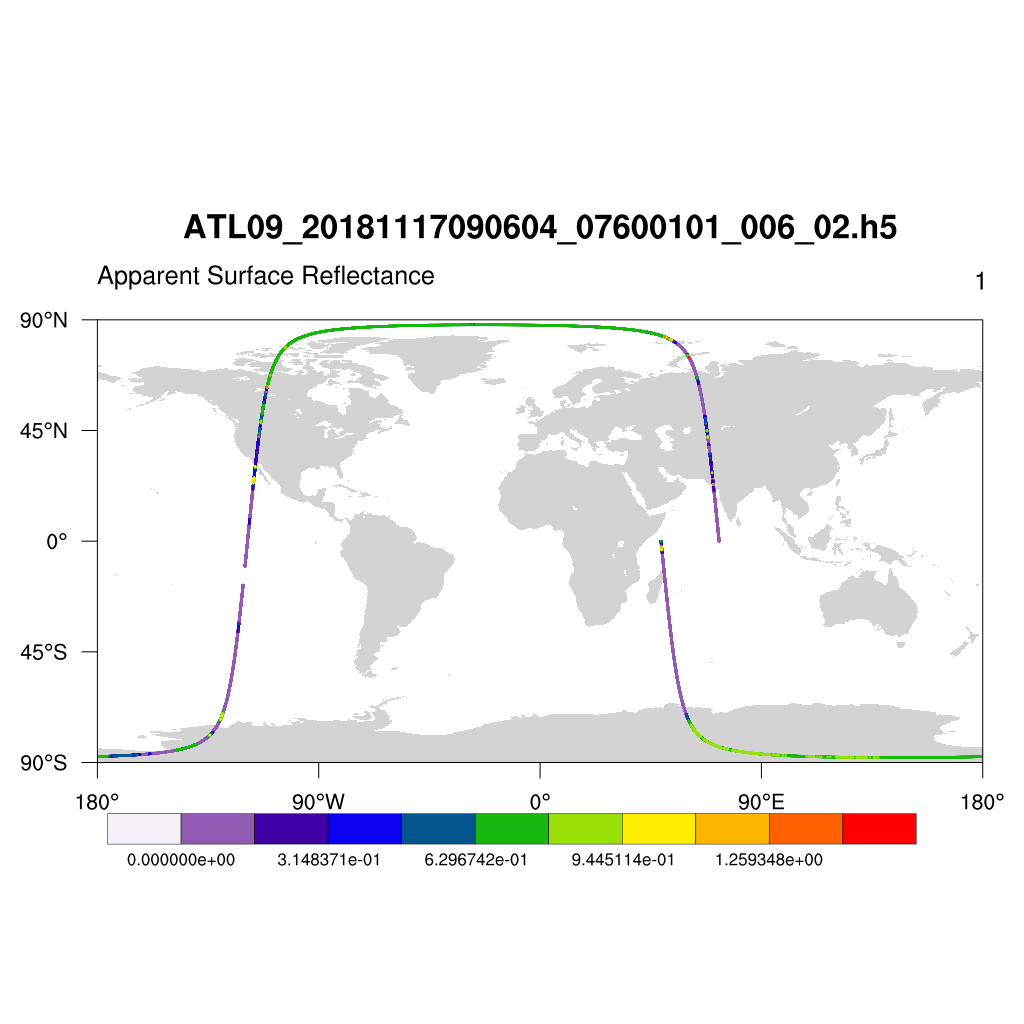 ATL09_20181117090604_07600101_006_02.h5
Apparent Surface Reflectance
1
90°N
45°N
0°
45°S
90°S
180° 90°W 0° 90°E 180°
0.000000e+00 3.148371e-01 6.296742e-01 9.445114e-01 1.259348e+00